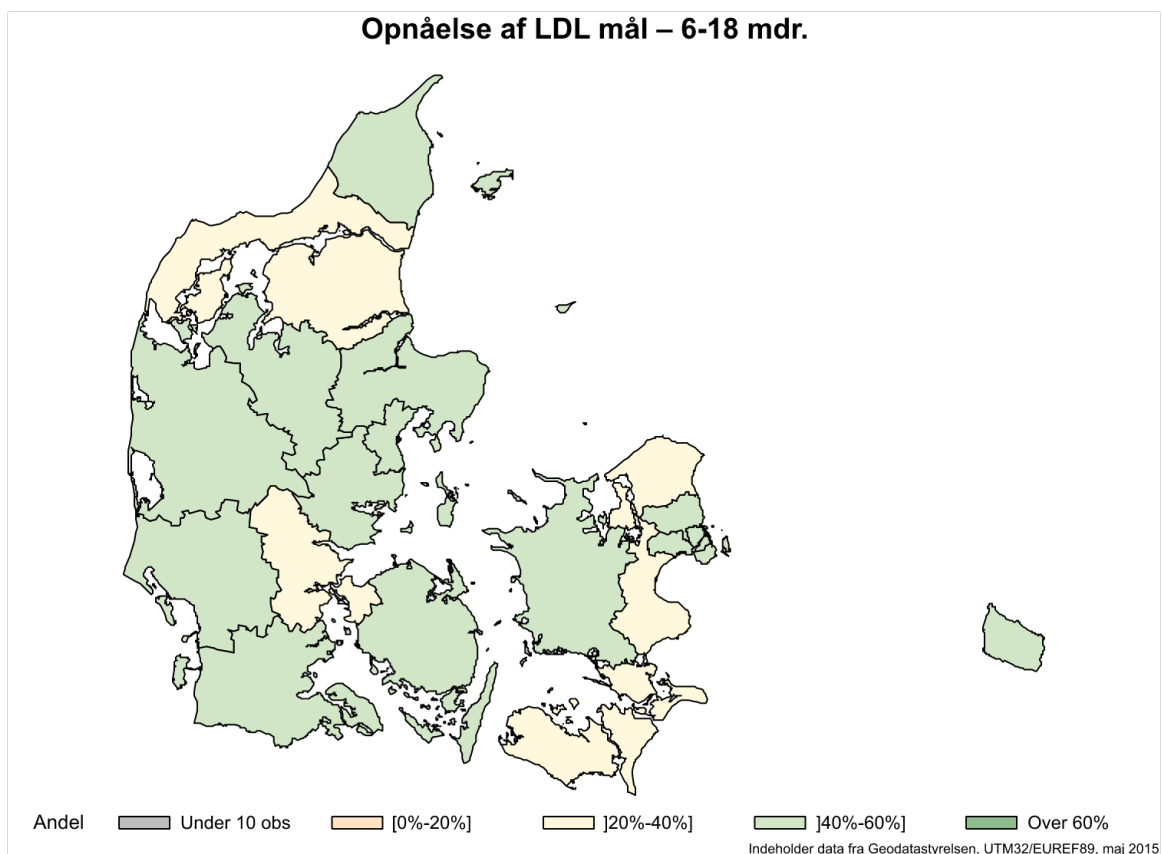 Opnåelse af LDL mål – 6-18 mdr.
Andel Under 10 obs [0%-20%] ]20%-40%] ]40%-60%] Over 60%
Indeholder data fra Geodatastyrelsen, UTM32/EUREF89, maj 2015